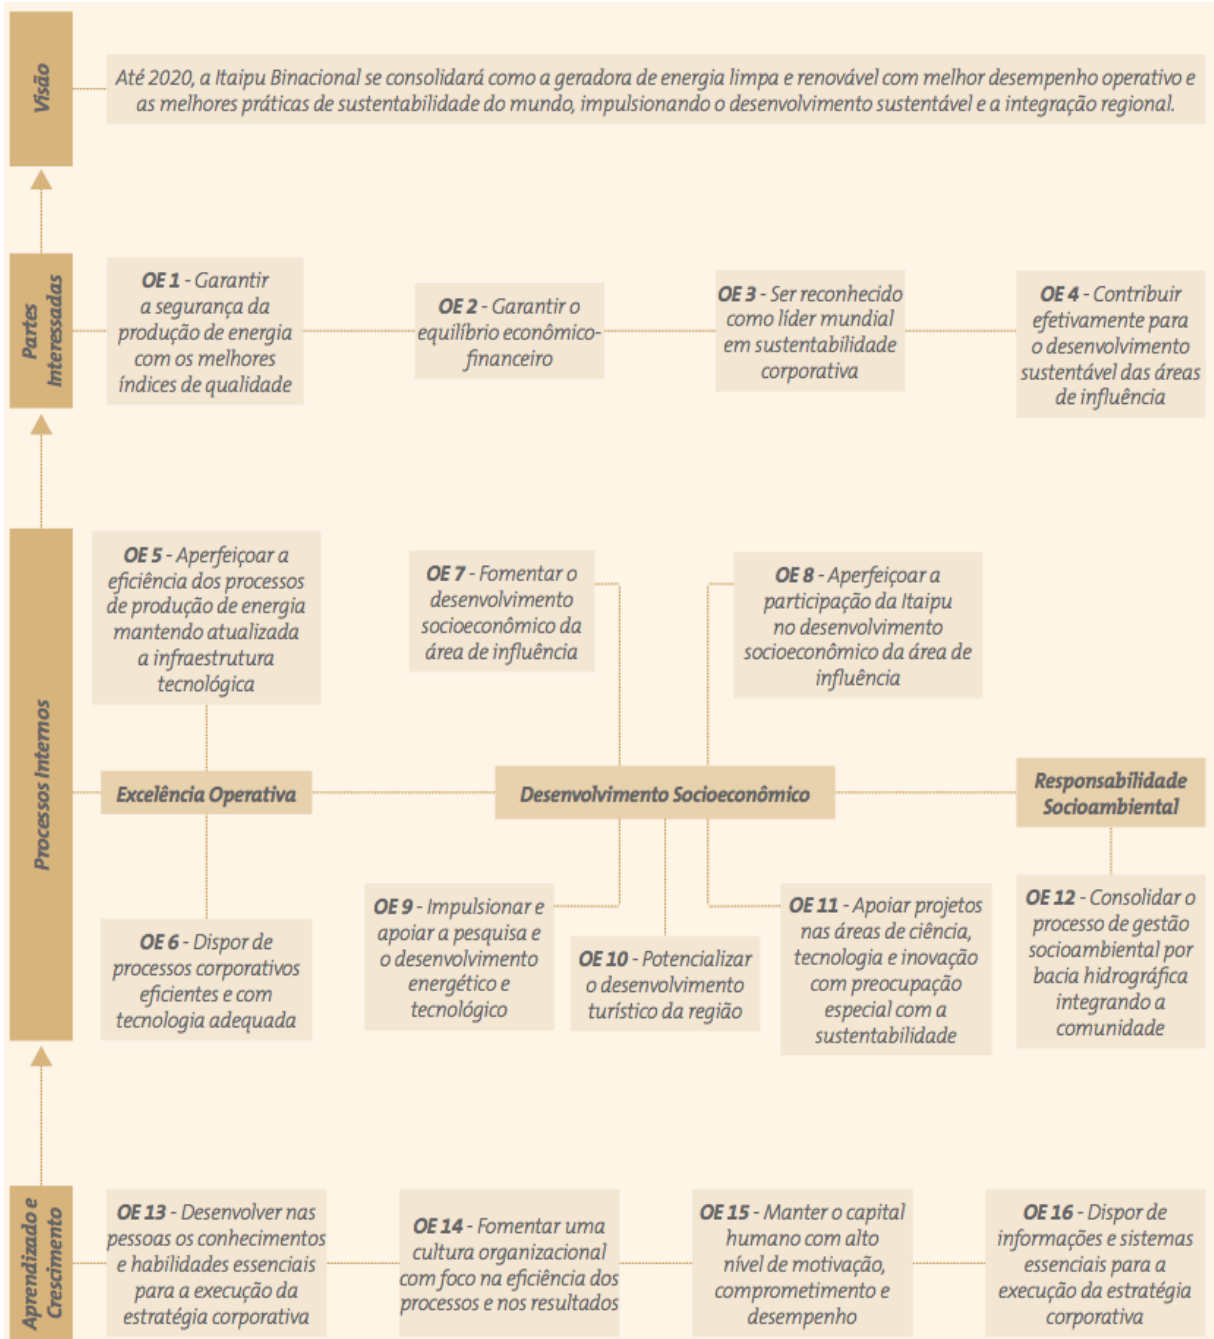 Visão
Até 2020, a Itaipu Binacional se consolidará como a geradora de energia limpa e renovável com melhor desempenho operativo e
as melhores práticas de sustentabilidade do mundo, impulsionando o desenvolvimento sustentável e a integração regional.
Partes
Interessadas
OE 1 - Garantir
a segurança da
produção de energia
com os melhores
índices de qualidade
OE 2 - Garantir o
equilíbrio econômico-
financeiro
OE 3 - Ser reconhecido
como líder mundial
em sustentabilidade
corporativa
OE 4 - Contribuir
efetivamente para
o desenvolvimento
sustentável das áreas
de influência
Processos Internos
OE 5 - Aperfeiçoar a
eficiência dos processos
de produção de energia
mantendo atualizada
a infraestrutura
tecnológica
OE 7 - Fomentar o
desenvolvimento
socioeconômico da
área de influência
OE 8 - Aperfeiçoar a
participação da Itaipu
no desenvolvimento
socioeconômico da área de
influência
Excelência Operativa
Desenvolvimento Socioeconômico
Responsabilidade
Socioambiental
OE 6 - Dispor de
processos corporativos
eficientes e com
tecnologia adequada
OE 9 - Impulsionar e
apoiar a pesquisa e
o desenvolvimento
energético e
tecnológico
OE 10 - Potencializar
o desenvolvimento
turístico da região
OE 11 - Apoiar projetos
nas áreas de ciência,
tecnologia e inovação
com preocupação
especial com a
sustentabilidade
OE 12 - Consolidar o
processo de gestão
socioambiental por
bacia hidrográfica
integrando a
comunidade
Aprendizado e
Crescimento
OE 13 - Desenvolver nas
pessoas os conhecimentos
e habilidades essenciais
para a execução da
estratégia corporativa
OE 14 - Fomentar uma
cultura organizacional
com foco na eficiência dos
processos e nos resultados
OE 15 - Manter o capital
humano com alto
nível de motivação,
comprometimento e
desempenho
OE 16 - Dispor de
informações e sistemas
essenciais para a
execução da estratégia
corporativa